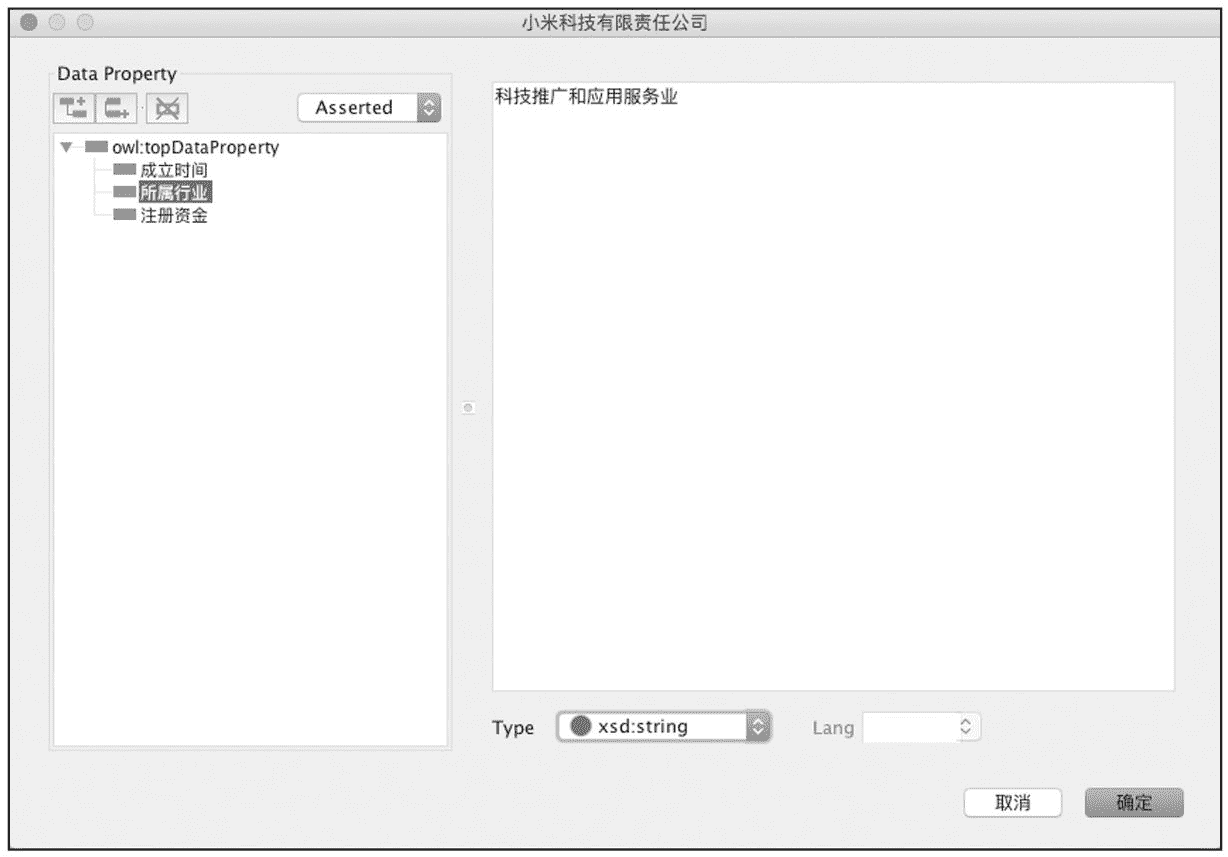 小米科技有限责任公司
Data Property
Asserted
owl:topDataProperty
成立时间
所属行业
注册资金
科技推广和应用服务业
Type
xsd:string
Lang
取消
确定